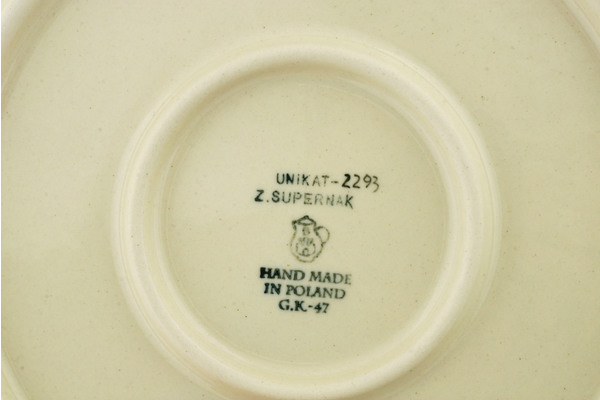 UNIKAT-2293
Z.SUPERNAK
HAND MADE
IN POLAND
G.K.-47